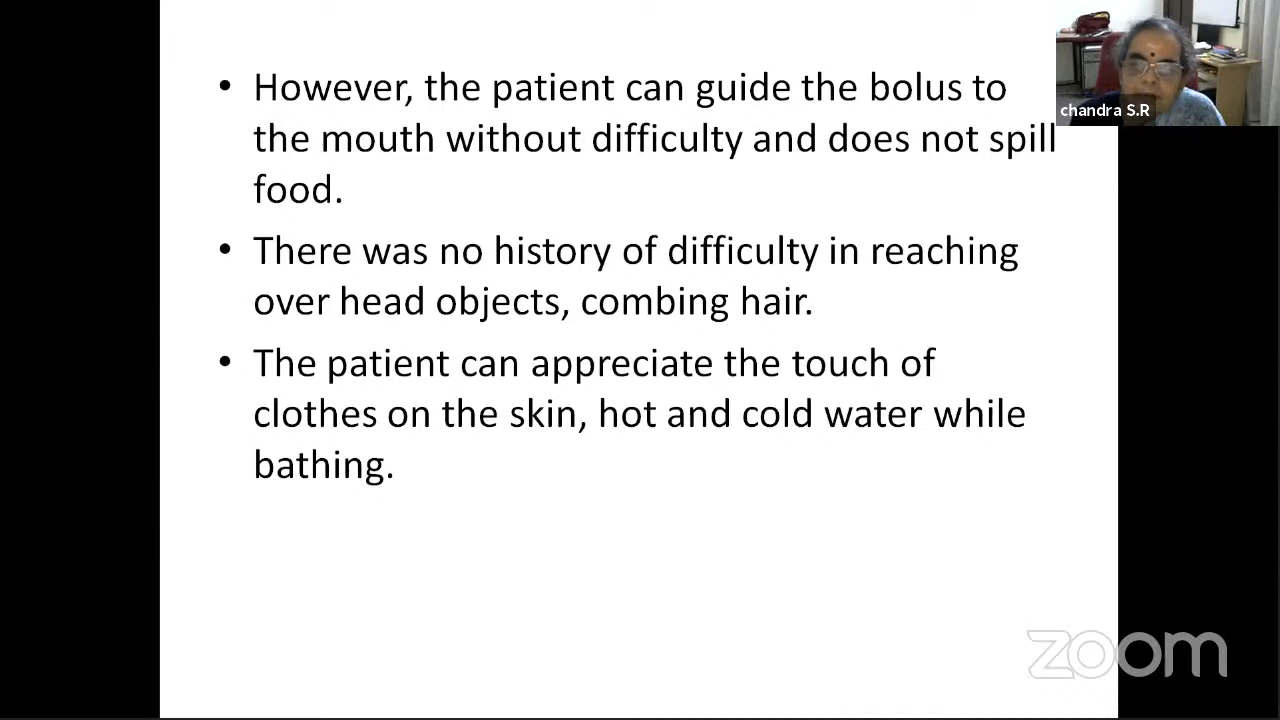 • However, the patient can guide the bolus to
the mouth without difficulty and does not spill
food.
• There was no history of difficulty in reaching
over head objects, combing hair.
• The patient can appreciate the touch of
clothes on the skin, hot and cold water while
bathing.
chandra S.R
zoom